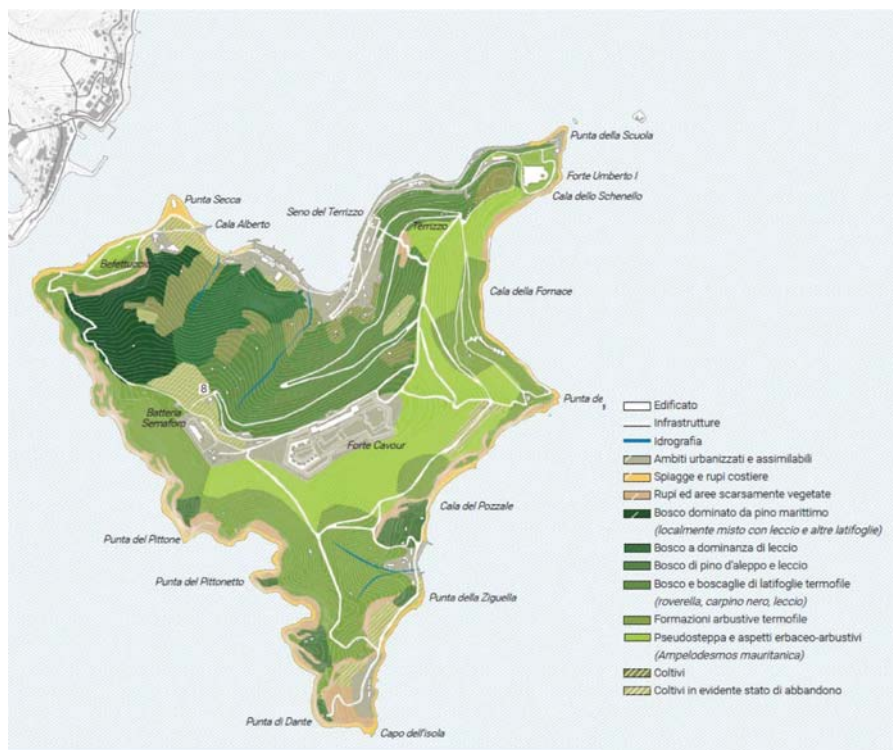 Punta della Scuola
Forte Umberto I
Cala dello Schenello
Punta Secca
Cala Alberto
Seno del Terrizzo
Terrizzo
Befettuccio
Cala della Fornace
8
Punta de
Batteria
Semaforo
Forte Cavour
Cala del Pozzale
Punta del Pittone
Punta del Pittonetto
Punta della Ziguella
Punta di Dante
Capo dell'isola
Edificato
Infrastrutture
Idrografia
Ambiti urbanizzati e assimilabili
Spiagge e rupi costiere
Rupi ed aree scarsamente vegetate
Bosco dominato da pino marittimo
(localmente misto con leccio e altre latifoglie)
Bosco a dominanza di leccio
Bosco di pino d'aleppo e leccio
Bosco e boscaglie di latifoglie termofile
(roverella, carpino nero, leccio)
Formazioni arbustive termofile
Pseudosteppa e aspetti erbaceo-arbustivi
(Ampelodesmos mauritanica)
Coltivi
Coltivi in evidente stato di abbandono